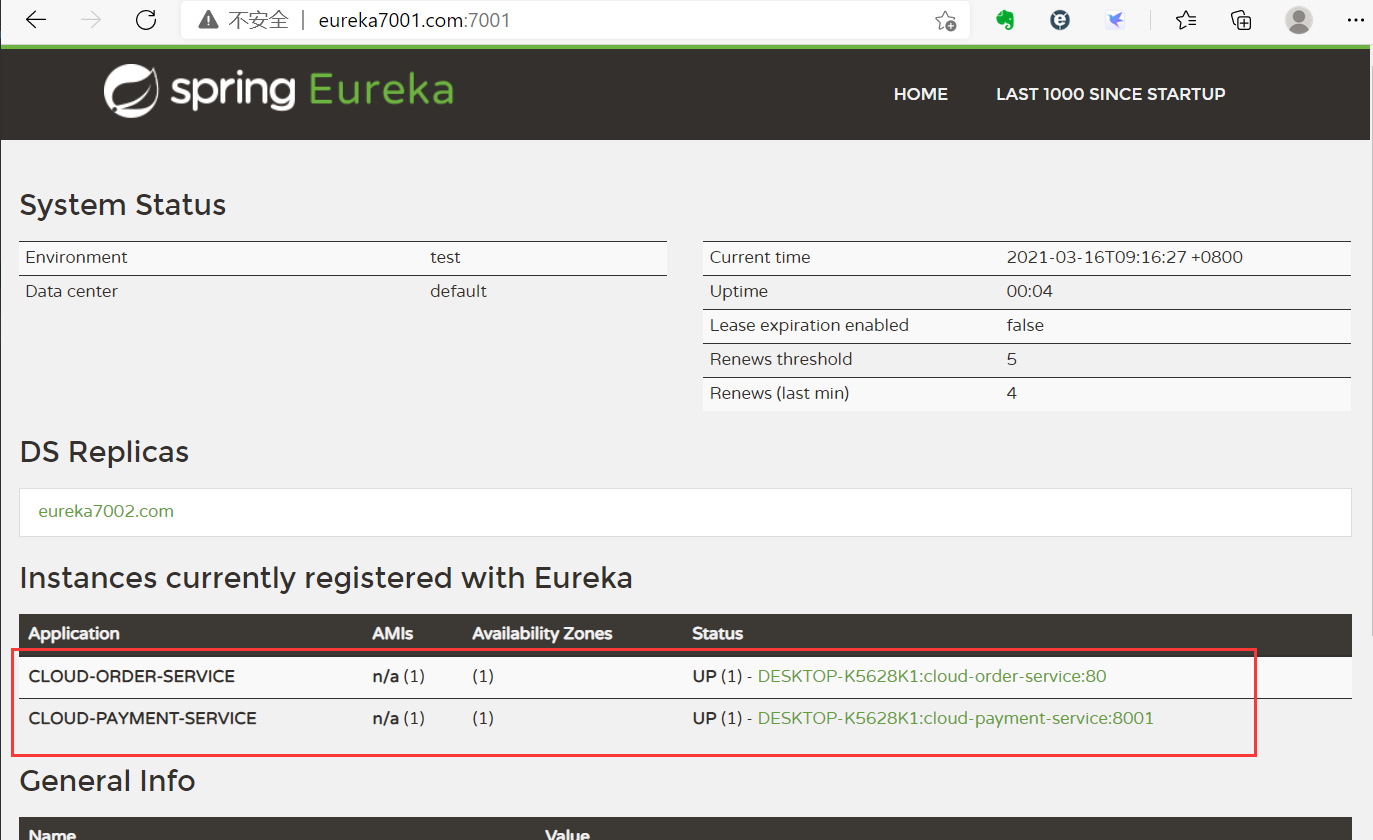 不安全 | eureka7001.com:7001
spring Eureka HOME LAST 1000 SINCE STARTUP
System Status
Environment test
Data center default
Current time 2021-03-16T09:16:27 +0800
Uptime 00:04
Lease expiration enabled false
Renews threshold 5
Renews (last min) 4
DS Replicas
eureka7002.com
Instances currently registered with Eureka
Application AMIs Availability Zones Status
CLOUD-ORDER-SERVICE n/a (1) (1) UP (1) - DESKTOP-K5628K1:cloud-order-service:80
CLOUD-PAYMENT-SERVICE n/a (1) (1) UP (1) - DESKTOP-K5628K1:cloud-payment-service:8001
General Info
Name Value